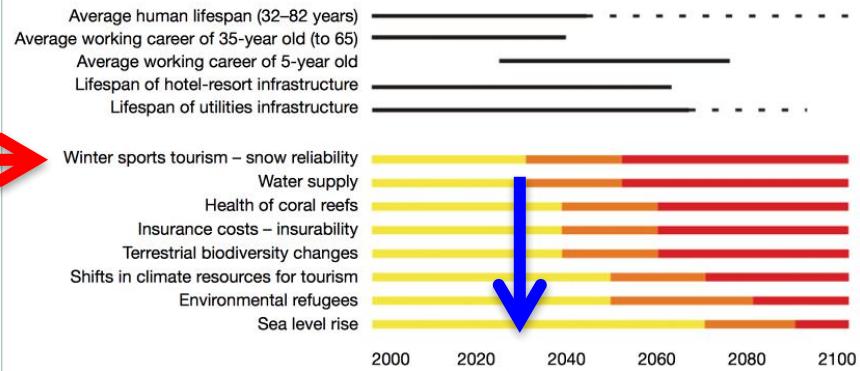 Average human lifespan (32–82 years)
Average working career of 35-year old (to 65)
Average working career of 5-year old
Lifespan of hotel-resort infrastructure
Lifespan of utilities infrastructure
Winter sports tourism – snow reliability
Water supply
Health of coral reefs
Insurance costs – insurability
Terrestrial biodiversity changes
Shifts in climate resources for tourism
Environmental refugees
Sea level rise
2000 2020 2040 2060 2080 2100